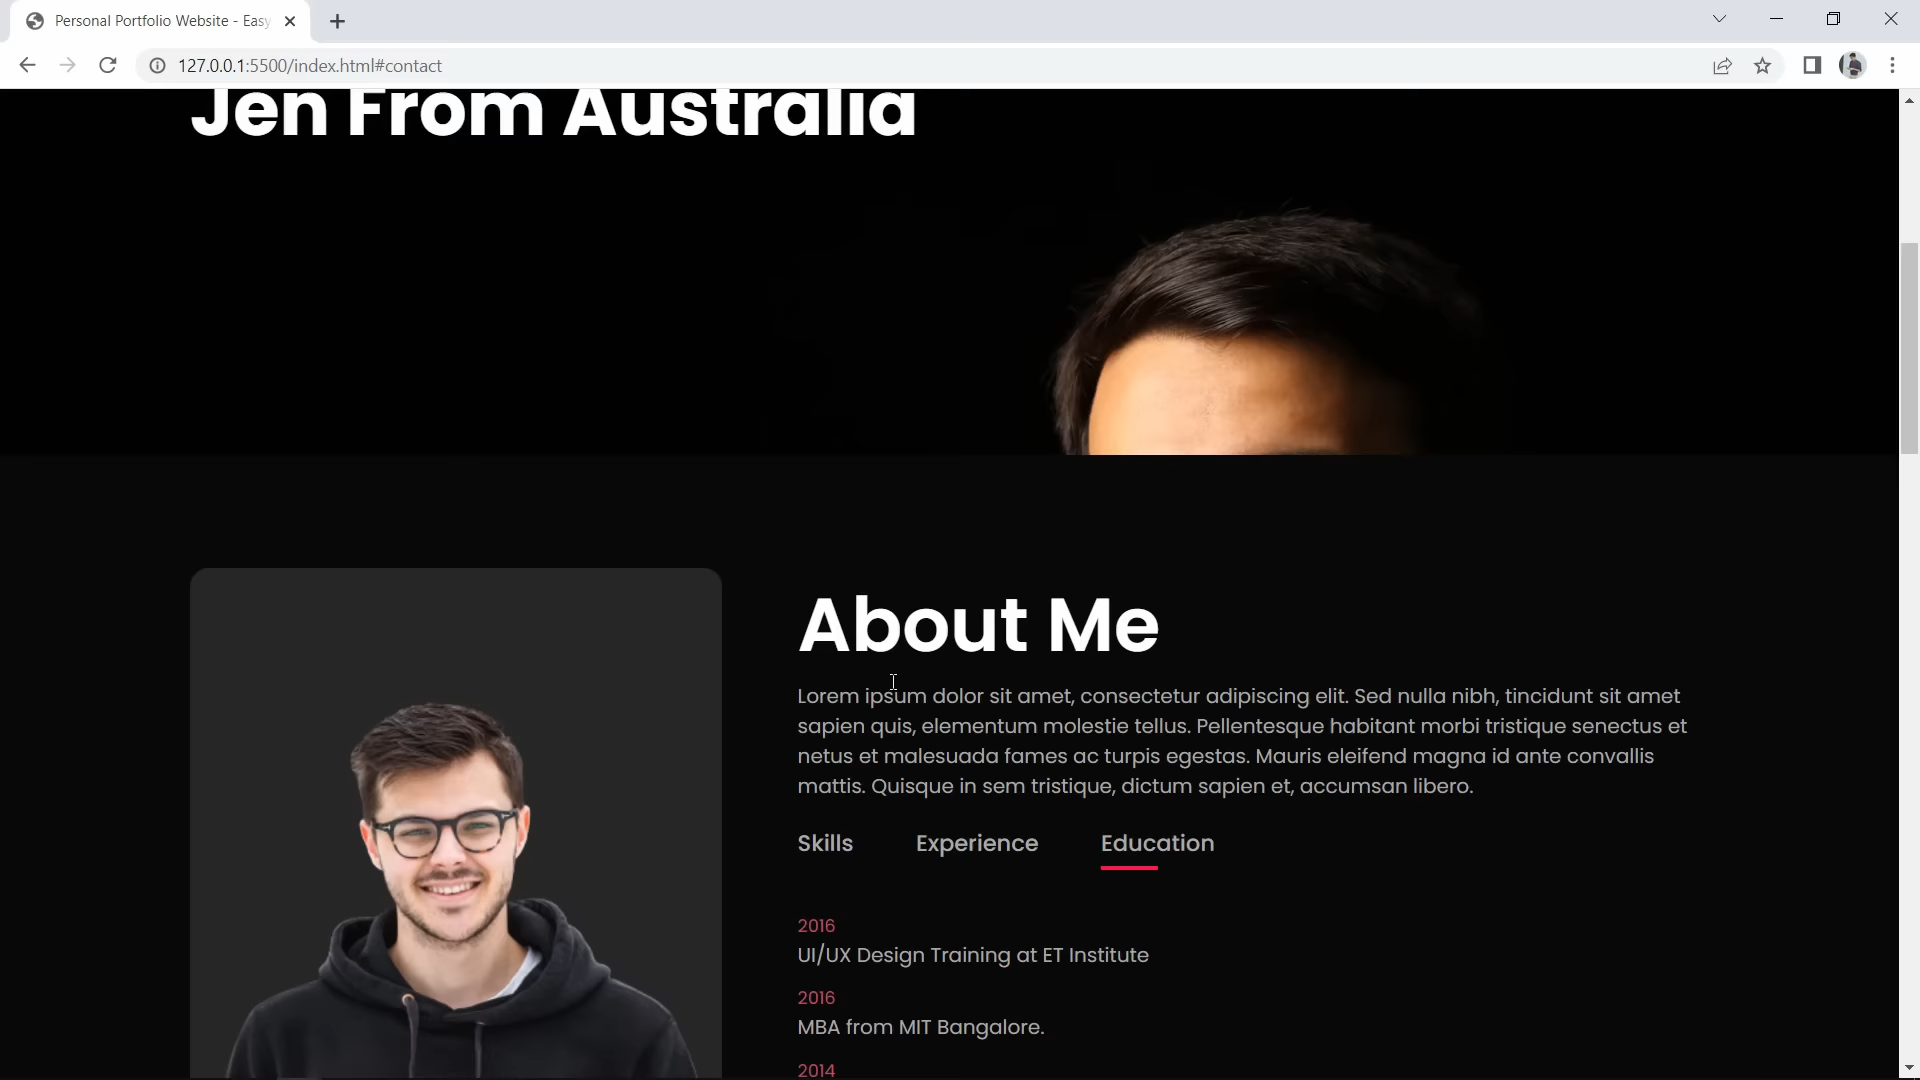 Personal Portfolio Website - Easy
127.0.0.1:5500/index.html#contact
Jen From Australia
About Me
Lorem ipsum dolor sit amet, consectetur adipiscing elit. Sed nulla nibh, tincidunt sit amet
sapien quis, elementum molestie tellus. Pellentesque habitant morbi tristique senectus et
netus et malesuada fames ac turpis egestas. Mauris eleifend magna id ante convallis
mattis. Quisque in sem tristique, dictum sapien et, accumsan libero.
Skills Experience Education
2016
UI/UX Design Training at ET Institute
2016
MBA from MIT Bangalore.
2014